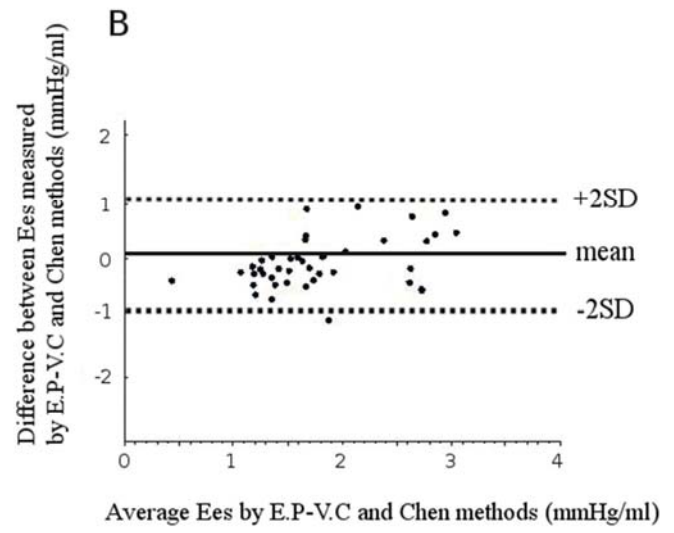 B
Difference between Ees measured
by E.P-V.C and Chen methods (mmHg/ml)
2
1
0
-1
-2
+2SD
mean
-2SD
0 1 2 3 4
Average Ees by E.P-V.C and Chen methods (mmHg/ml)